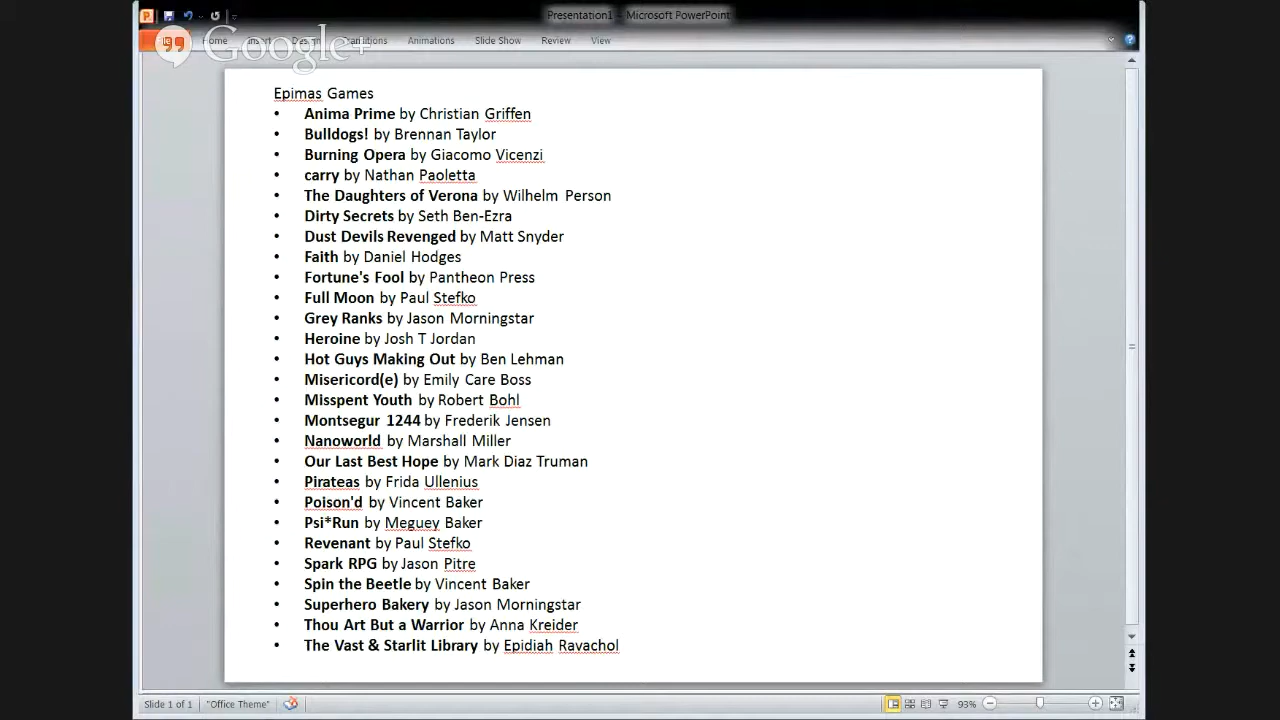 Presentation1 - Microsoft PowerPoint
Google+
Home Insert Design Transitions Animations Slide Show Review View
Epimas Games
• Anima Prime by Christian Griffen
• Bulldogs! by Brennan Taylor
• Burning Opera by Giacomo Vicenzi
• carry by Nathan Paoletta
• The Daughters of Verona by Wilhelm Person
• Dirty Secrets by Seth Ben-Ezra
• Dust Devils Revenged by Matt Snyder
• Faith by Daniel Hodges
• Fortune's Fool by Pantheon Press
• Full Moon by Paul Stefko
• Grey Ranks by Jason Morningstar
• Heroine by Josh T Jordan
• Hot Guys Making Out by Ben Lehman
• Misericord(e) by Emily Care Boss
• Misspent Youth by Robert Bohl
• Montsegur 1244 by Frederik Jensen
• Nanoworld by Marshall Miller
• Our Last Best Hope by Mark Diaz Truman
• Pirateas by Frida Ullenius
• Poison'd by Vincent Baker
• Psi*Run by Meguey Baker
• Revenant by Paul Stefko
• Spark RPG by Jason Pitre
• Spin the Beetle by Vincent Baker
• Superhero Bakery by Jason Morningstar
• Thou Art But a Warrior by Anna Kreider
• The Vast & Starlit Library by Epidiah Ravachol
Slide 1 of 1 "Office Theme" 93%